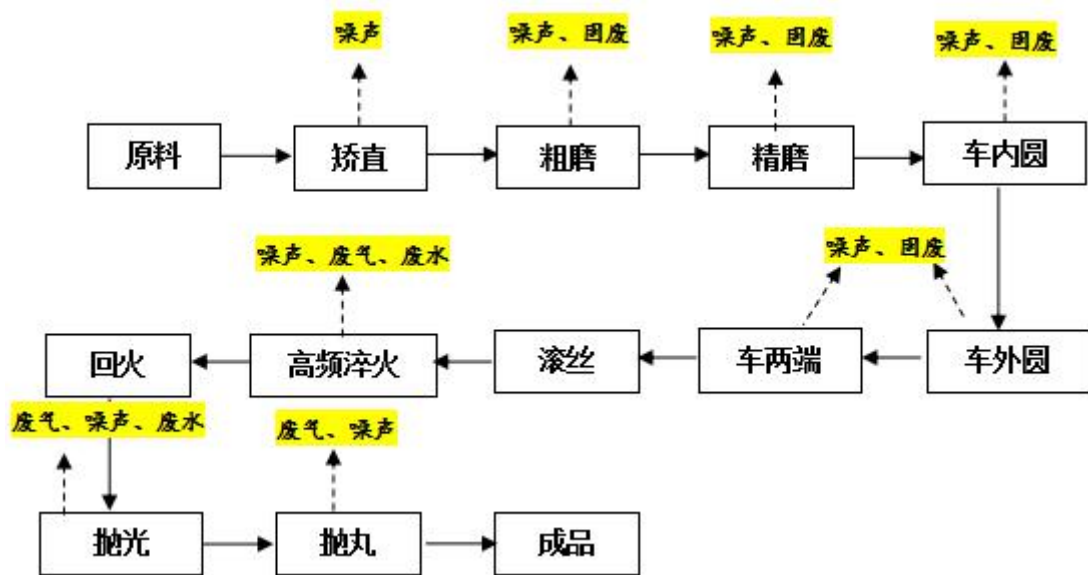 噪声
噪声、固废
噪声、固废
噪声、固废
原料
矫直
粗磨
精磨
车内圆
噪声、废气、废水
噪声、固废
回火
高频淬火
滚丝
车两端
车外圆
废气、噪声、废水
废气、噪声
抛光
抛丸
成品